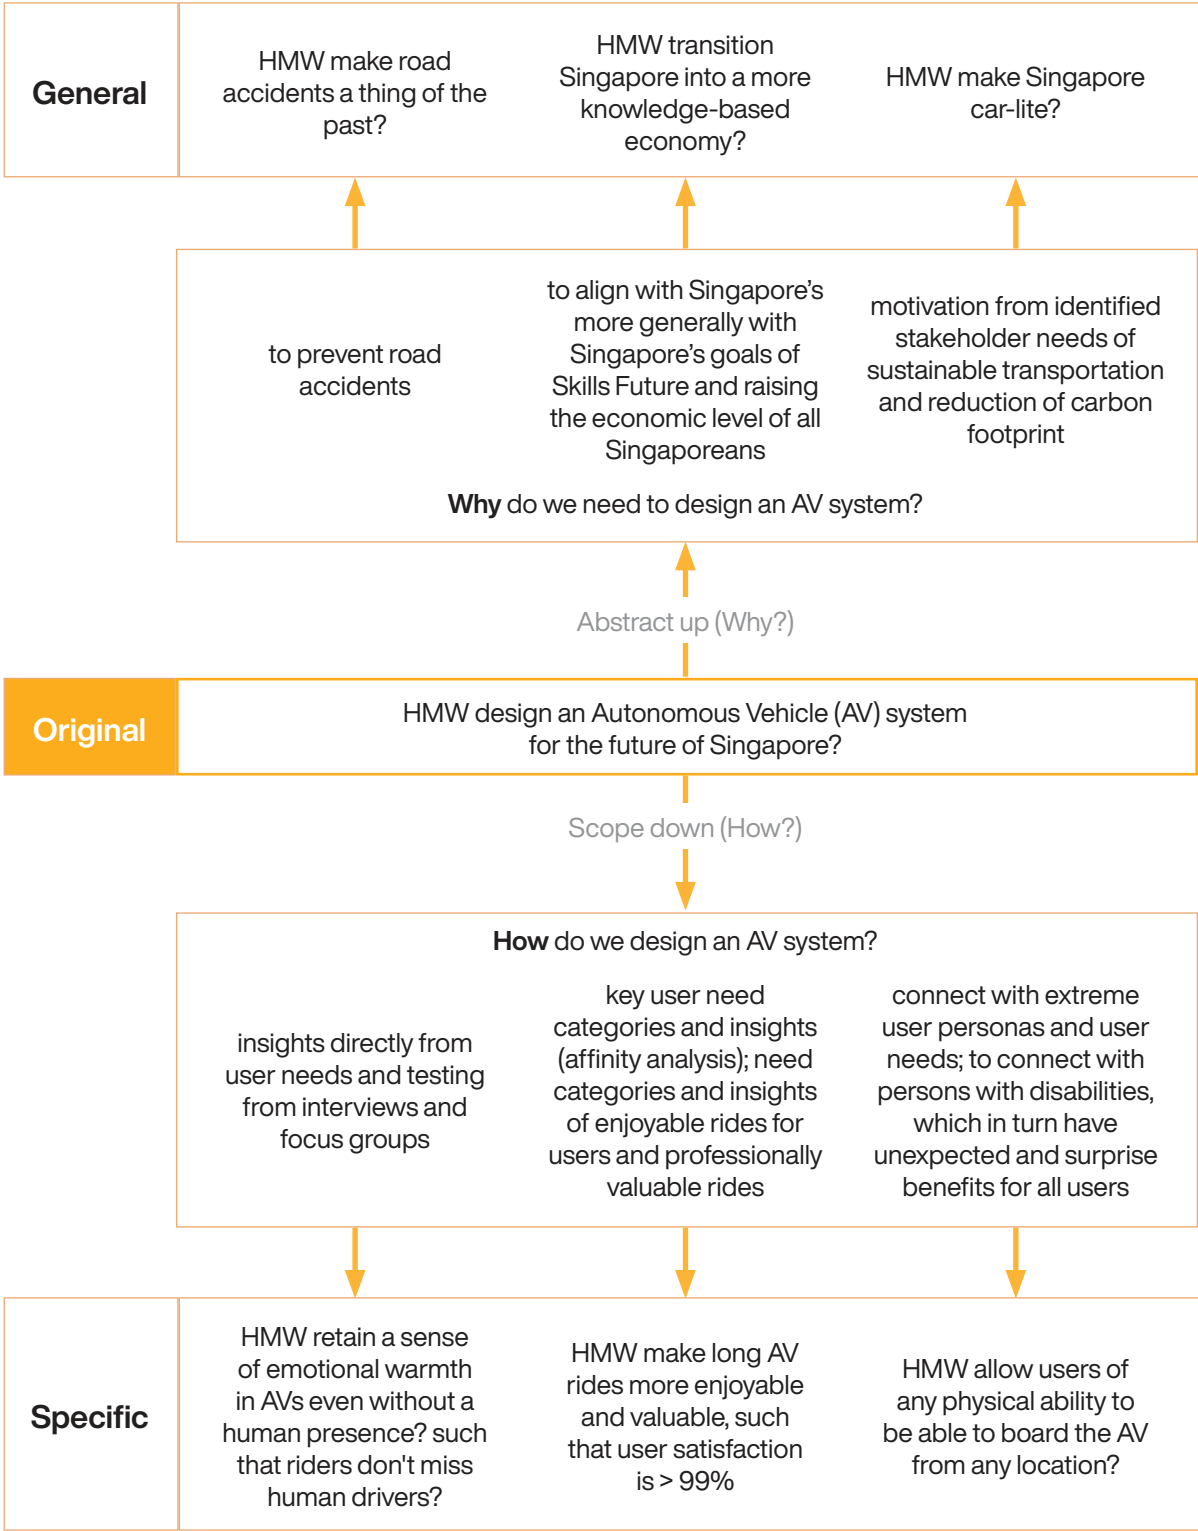 General
HMW make road
accidents a thing of the
past?
HMW transition
Singapore into a more
knowledge-based
economy?
HMW make Singapore
car-lite?
to prevent road
accidents
to align with Singapore's
more generally with
Singapore's goals of
Skills Future and raising
the economic level of all
Singaporeans
motivation from identified
stakeholder needs of
sustainable transportation
and reduction of carbon
footprint
Why do we need to design an AV system?
Abstract up (Why?)
Original
HMW design an Autonomous Vehicle (AV) system
for the future of Singapore?
Scope down (How?)
How do we design an AV system?
insights directly from
user needs and testing
from interviews and
focus groups
key user need
categories and insights
(affinity analysis); need
categories and insights
of enjoyable rides for
users and professionally
valuable rides
connect with extreme
user personas and user
needs; to connect with
persons with disabilities,
which in turn have
unexpected and surprise
benefits for all users
Specific
HMW retain a sense
of emotional warmth
in AVs even without a
human presence? such
that riders don't miss
human drivers?
HMW make long AV
rides more enjoyable
and valuable, such
that user satisfaction
is > 99%
HMW allow users of
any physical ability to
be able to board the AV
from any location?